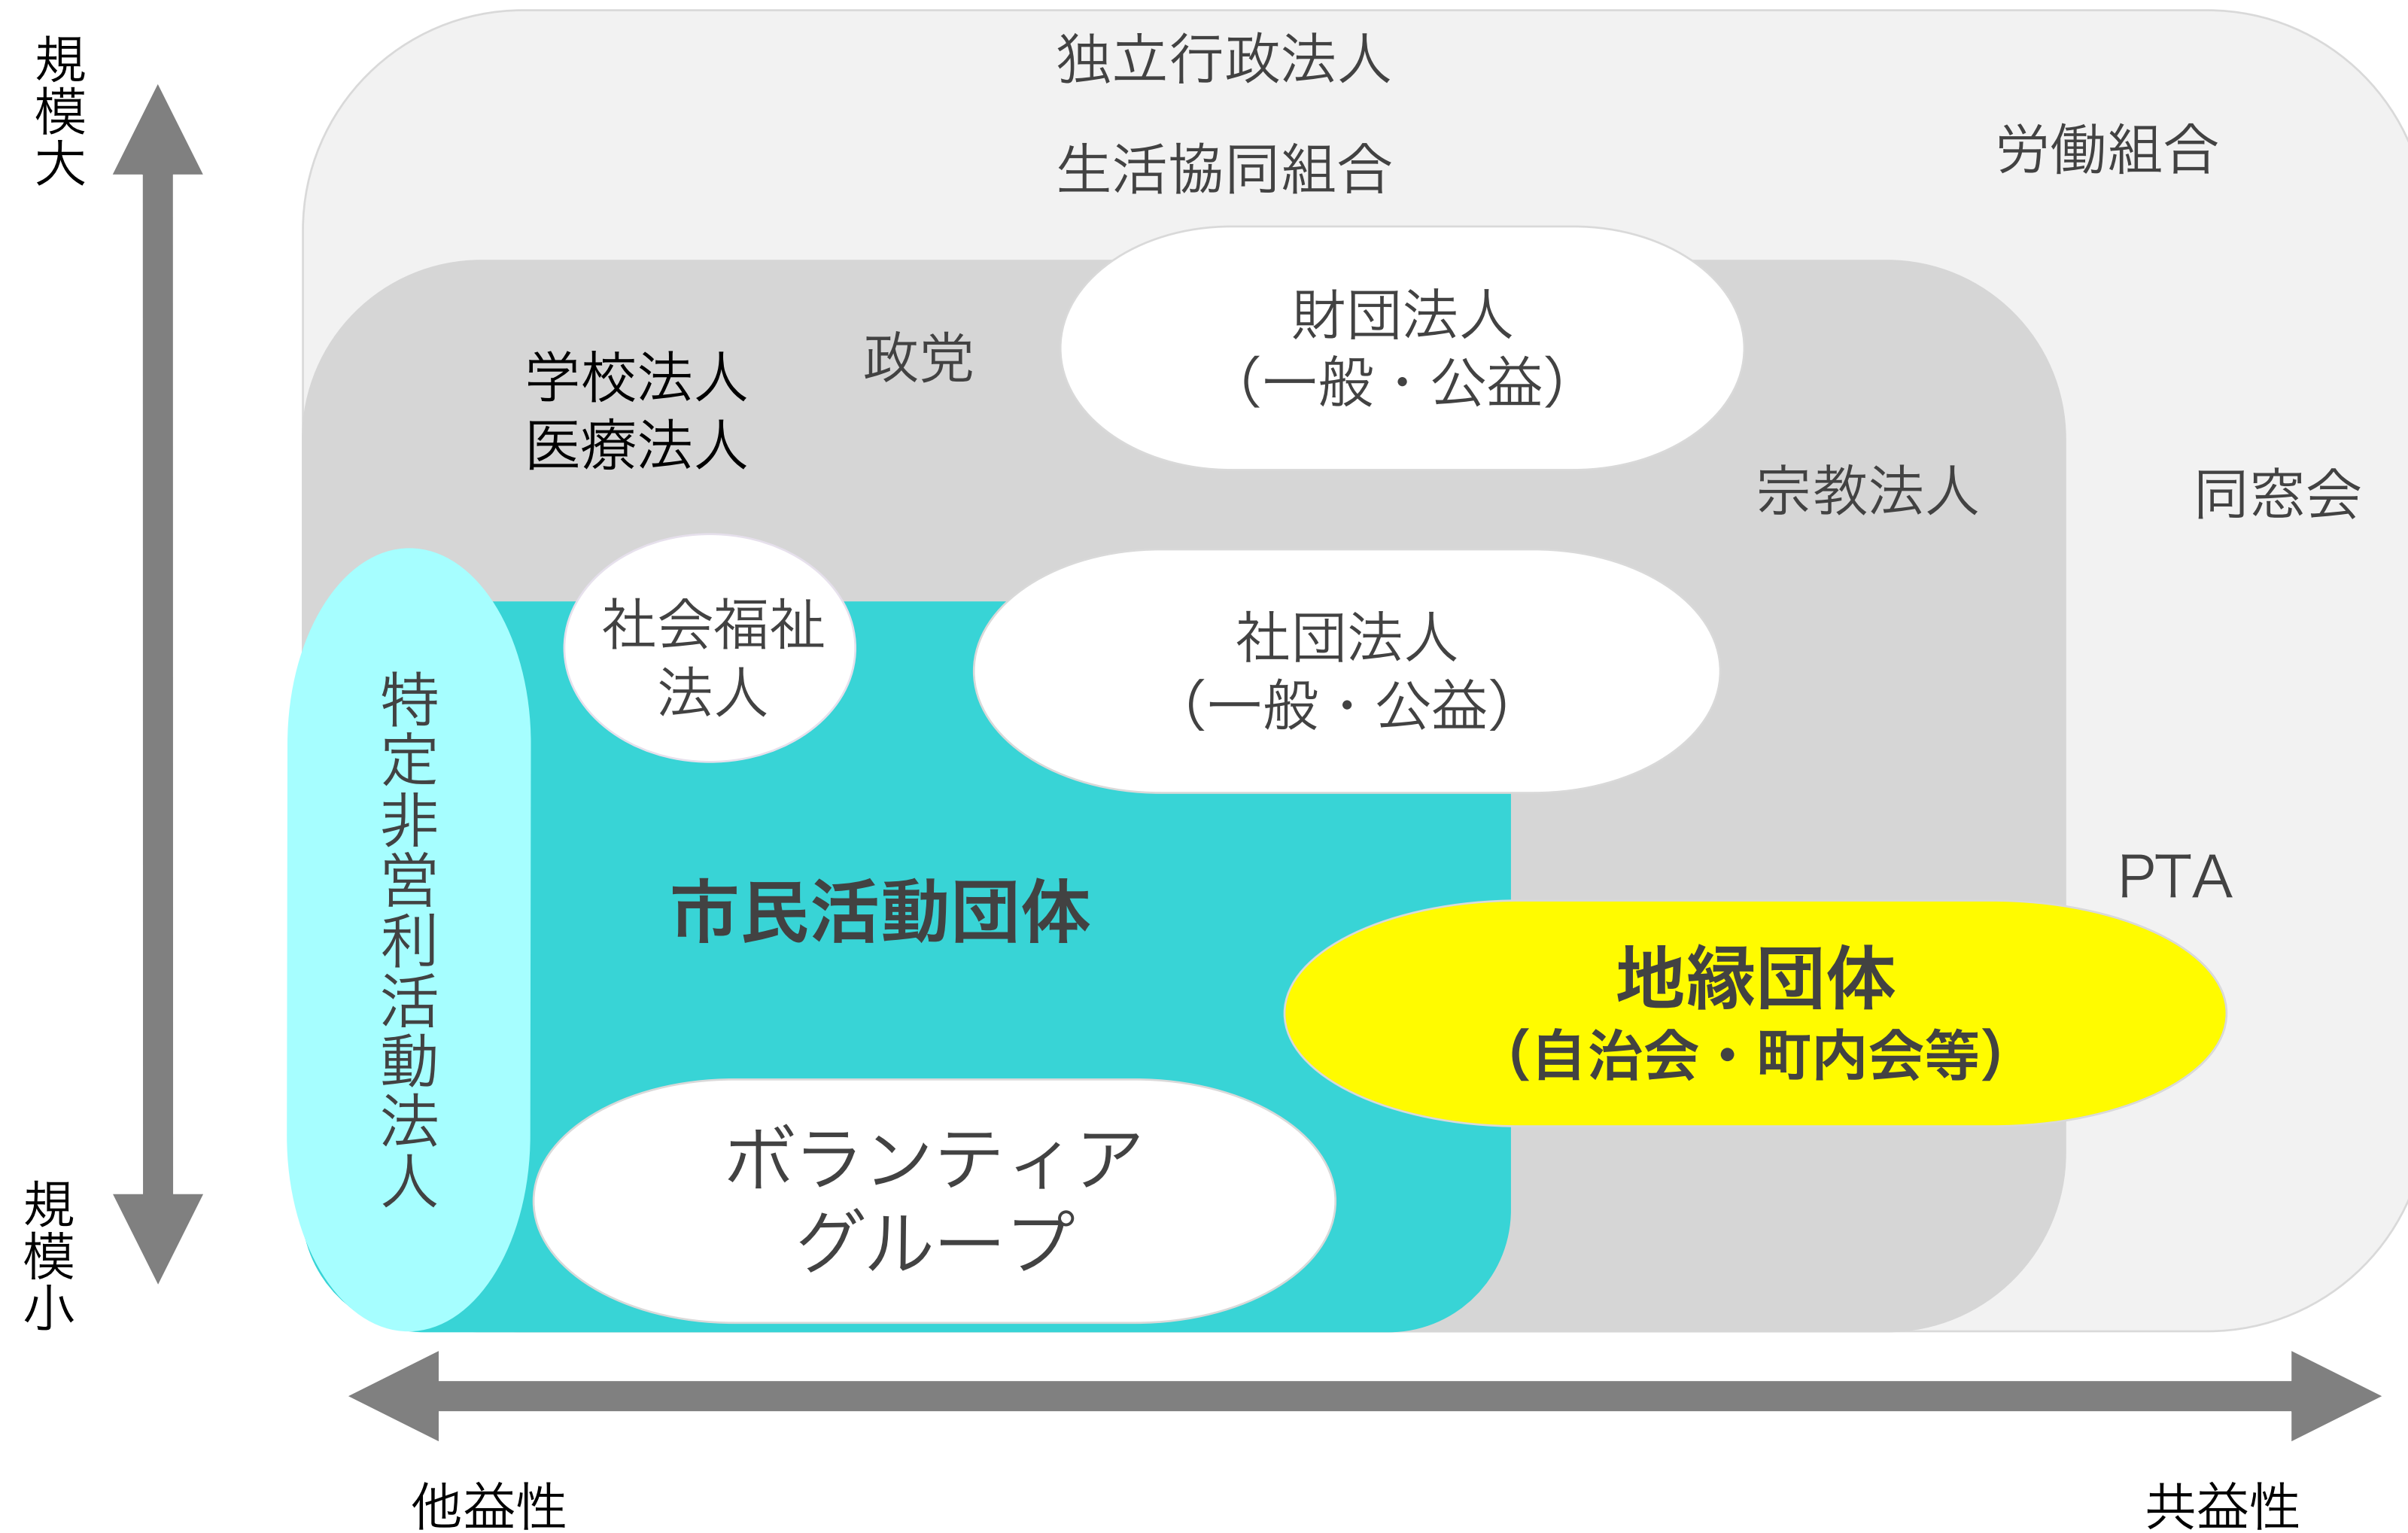 規模大
独立行政法人
生活協同組合
労働組合
財団法人
（一般・公益）
政党
学校法人
医療法人
宗教法人
同窓会
社会福祉
法人
社団法人
（一般・公益）
特定非営利活動法人
市民活動団体
PTA
地緑団体
（自治会・町内会等）
ボランティア
グループ
規模小
他益性
共益性